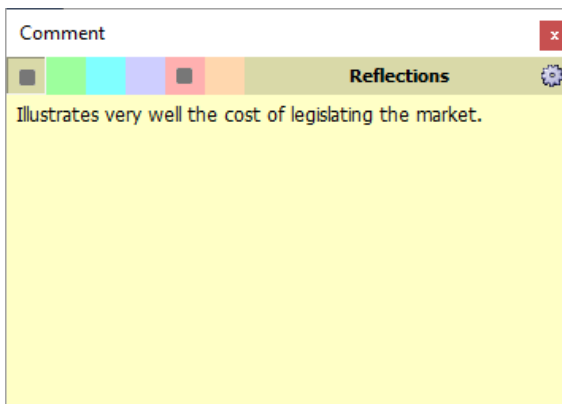 Comment
x
Reflections
Illustrates very well the cost of legislating the market.